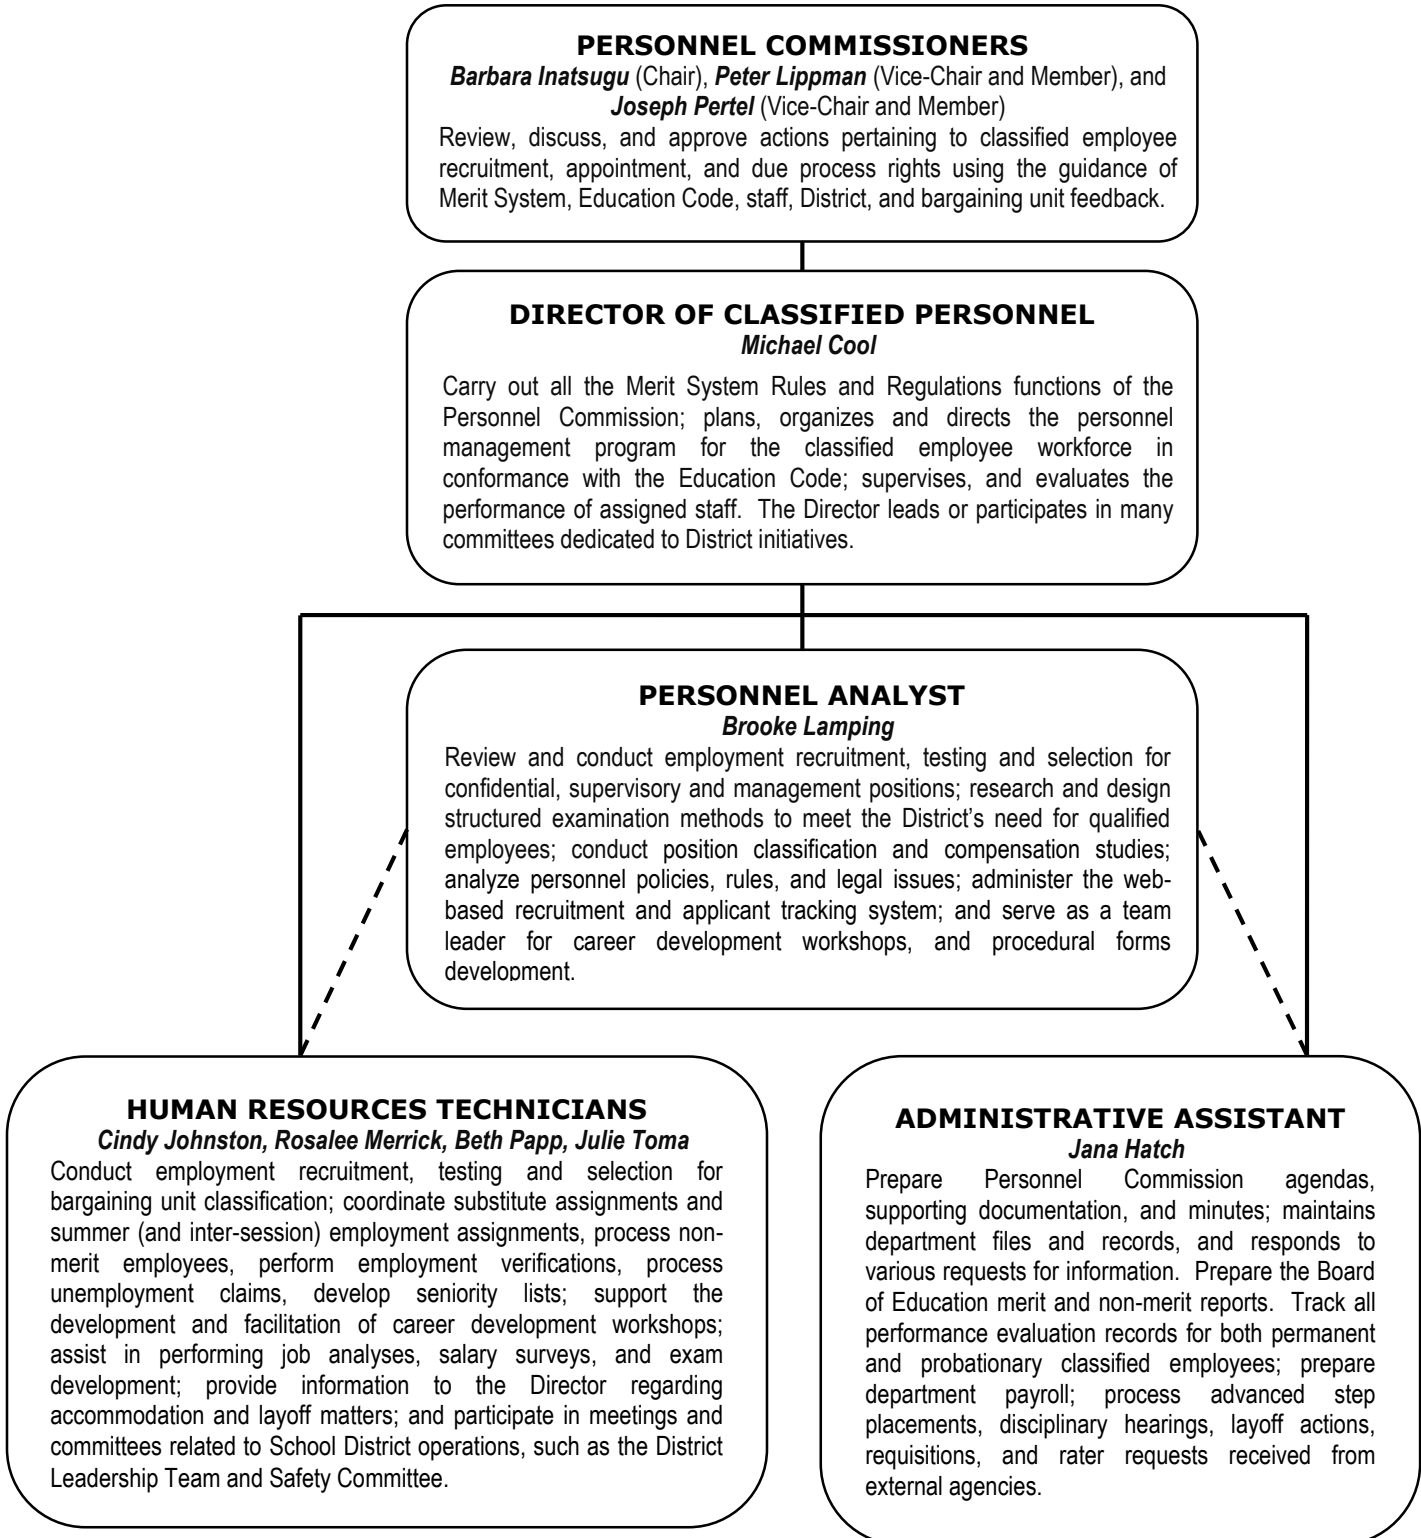 PERSONNEL COMMISSIONERS
Barbara Inatsugu (Chair), Peter Lippman (Vice-Chair and Member), and
Joseph Pertel (Vice-Chair and Member)
Review, discuss, and approve actions pertaining to classified employee
recruitment, appointment, and due process rights using the guidance of
Merit System, Education Code, staff, District, and bargaining unit feedback.
DIRECTOR OF CLASSIFIED PERSONNEL
Michael Cool
Carry out all the Merit System Rules and Regulations functions of the
Personnel Commission; plans, organizes and directs the personnel
management program for the classified employee workforce in
conformance with the Education Code; supervises, and evaluates the
performance of assigned staff. The Director leads or participates in many
committees dedicated to District initiatives.
PERSONNEL ANALYST
Brooke Lamping
Review and conduct employment recruitment, testing and selection for
confidential, supervisory and management positions; research and design
structured examination methods to meet the District's need for qualified
employees; conduct position classification and compensation studies;
analyze personnel policies, rules, and legal issues; administer the web-
based recruitment and applicant tracking system; and serve as a team
leader for career development workshops, and procedural forms
development.
HUMAN RESOURCES TECHNICIANS
Cindy Johnston, Rosalee Merrick, Beth Papp, Julie Toma
Conduct employment recruitment, testing and selection for
bargaining unit classification; coordinate substitute assignments and
summer (and inter-session) employment assignments, process non-
merit employees, perform employment verifications, process
unemployment claims, develop seniority lists; support the
development and facilitation of career development workshops;
assist in performing job analyses, salary surveys, and exam
development; provide information to the Director regarding
accommodation and layoff matters; and participate in meetings and
committees related to School District operations, such as the District
Leadership Team and Safety Committee.
ADMINISTRATIVE ASSISTANT
Jana Hatch
Prepare Personnel Commission agendas,
supporting documentation, and minutes; maintains
department files and records, and responds to
various requests for information. Prepare the Board
of Education merit and non-merit reports. Track all
performance evaluation records for both permanent
and probationary classified employees; prepare
department payroll; process advanced step
placements, disciplinary hearings, layoff actions,
requisitions, and rater requests received from
external agencies.